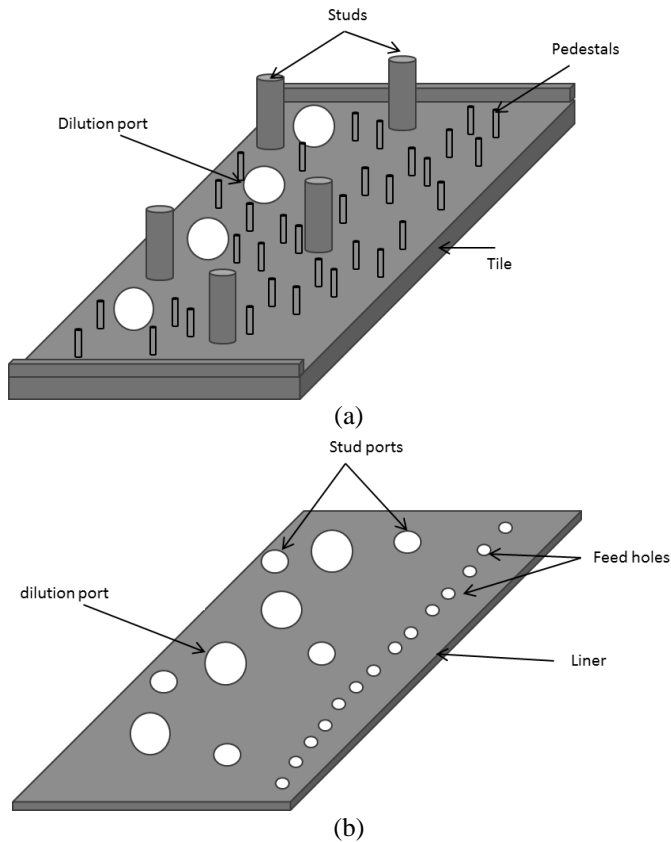 Studs
Pedestals
Dilution port
Tile
(a)
Stud ports
Feed holes
dilution port
Liner
(b)